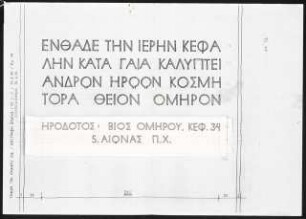 ΕΝΘΑΔΕ ΤΗΝ ΙΕΡΗΝ ΚΕΦΑ
ΛΗΝ ΚΑΤΑ ΓΑΙΑ ΚΑΛΥΠΤΕΙ
ΑΝΔΡΩΝ ΗΡΩΩΝ ΚΟΣΜΗ
ΤΟΡΑ ΘΕΙΟΝ ΟΜΗΡΟΝ
ΗΡΟΔΟΤΟΣ· ΒΙΟΣ ΟΜΗΡΟΥ, ΚΕΦ. 34
5. ΑΙΩΝΑΣ Π.Χ.